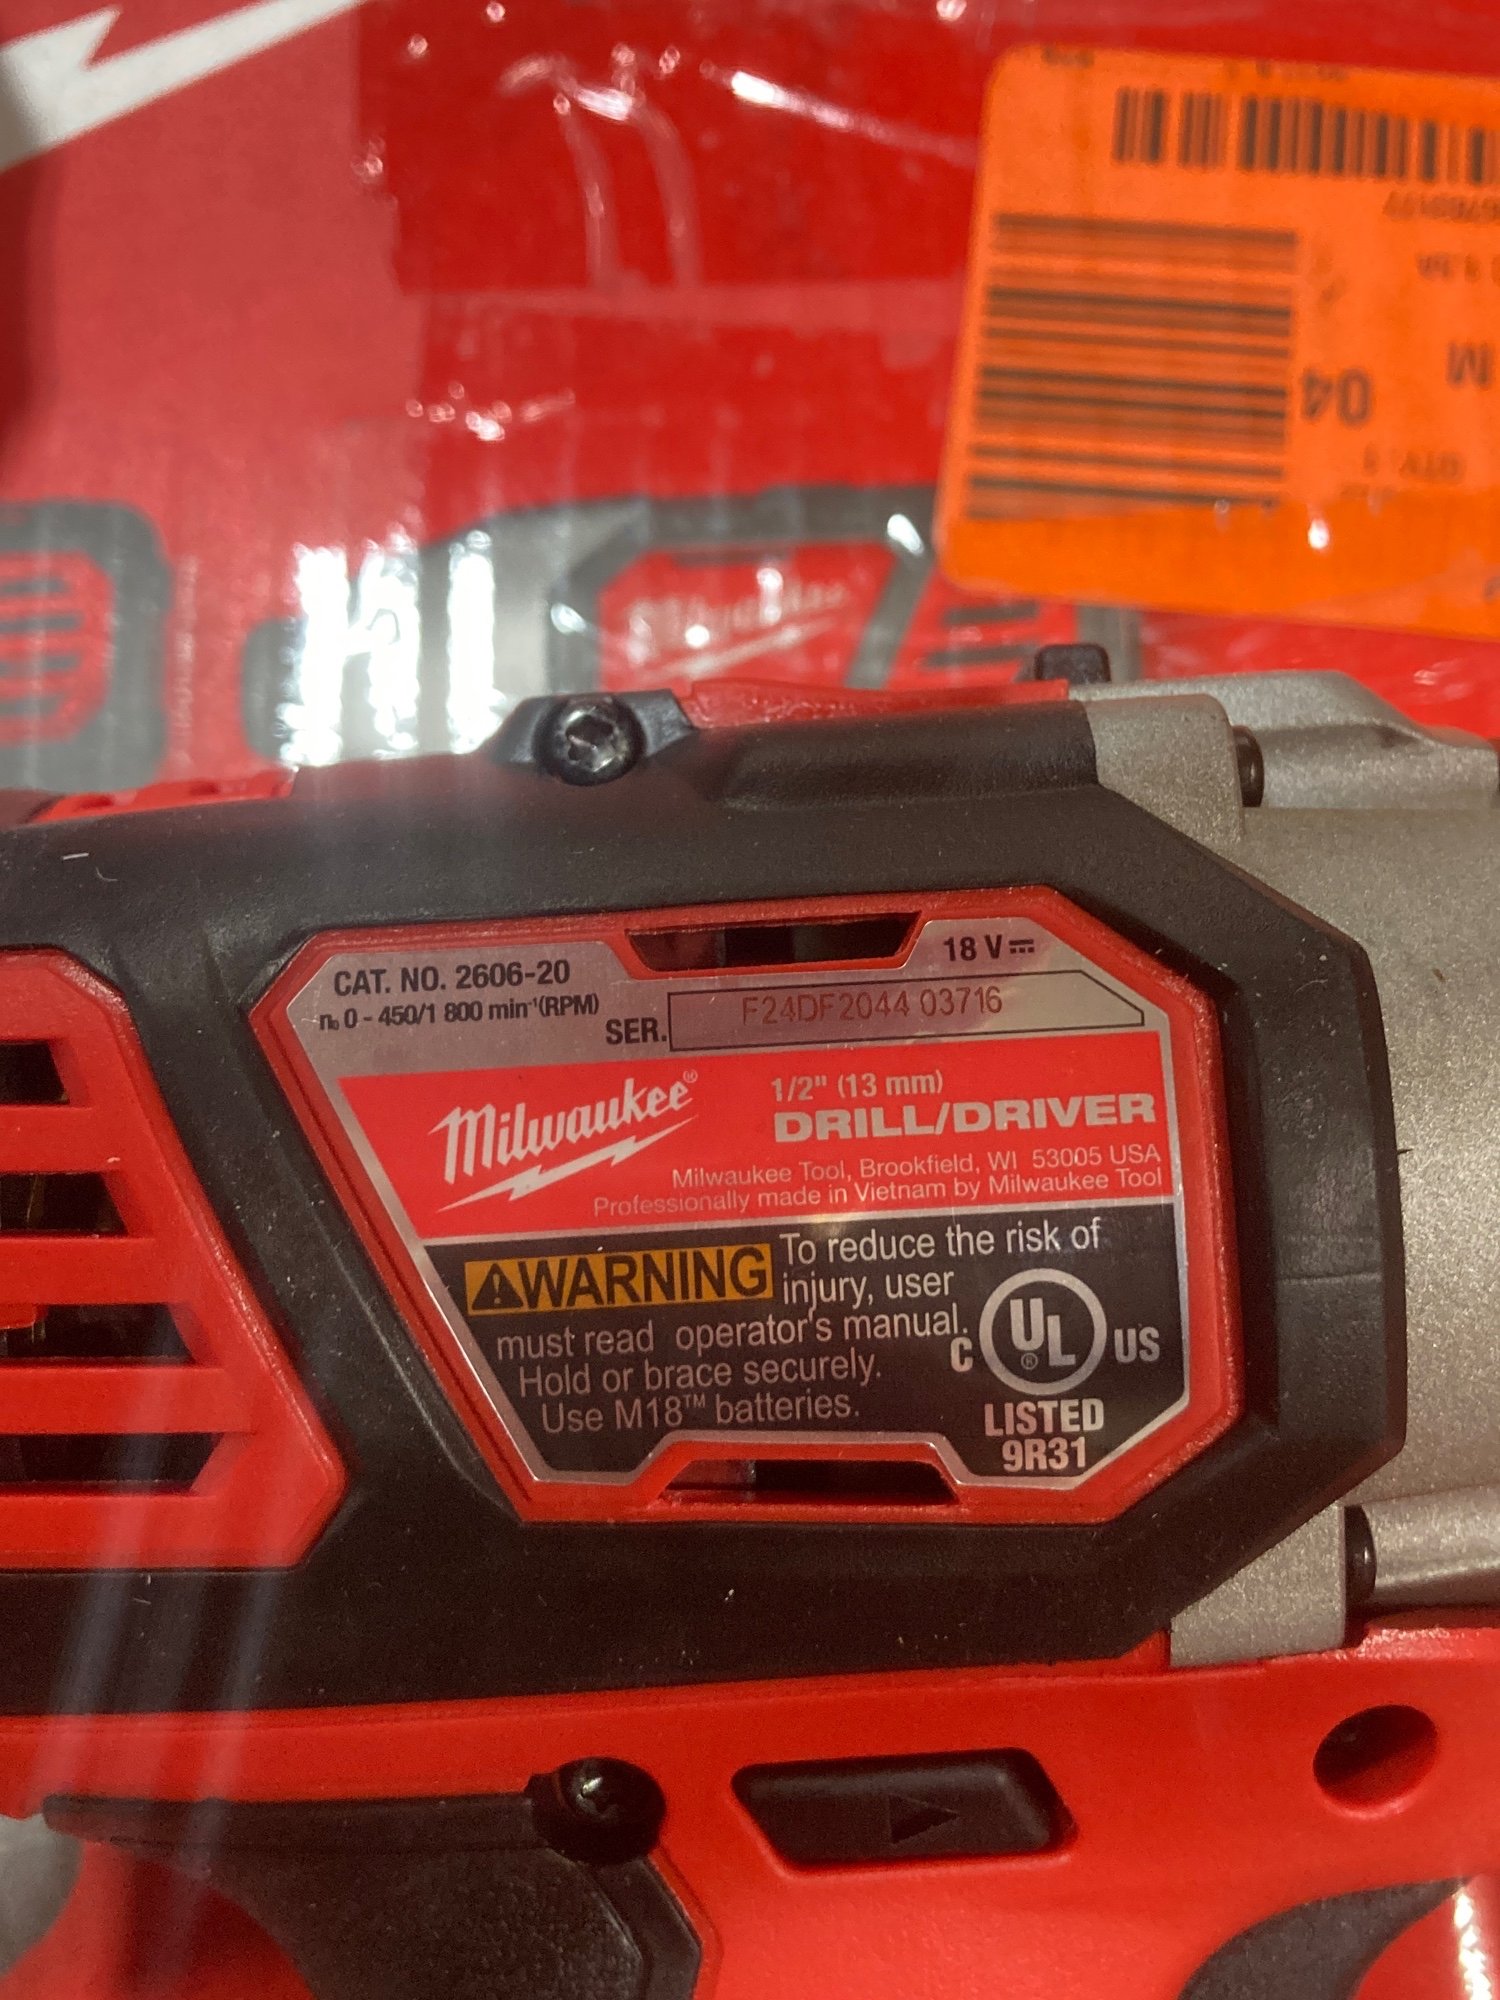 04
M
Milwaukee
CAT. NO. 2606-20
18 V
n₀ 0 - 450/1 800 min⁻¹(RPM)
SER. F24DF2044 03716
Milwaukee®
1/2" (13 mm)
DRILL/DRIVER
Milwaukee Tool, Brookfield, WI 53005 USA
Professionally made in Vietnam by Milwaukee Tool
⚠WARNING To reduce the risk of
injury, user
must read operator's manual.
Hold or brace securely.
Use M18™ batteries.
C UL® US
LISTED
9R31